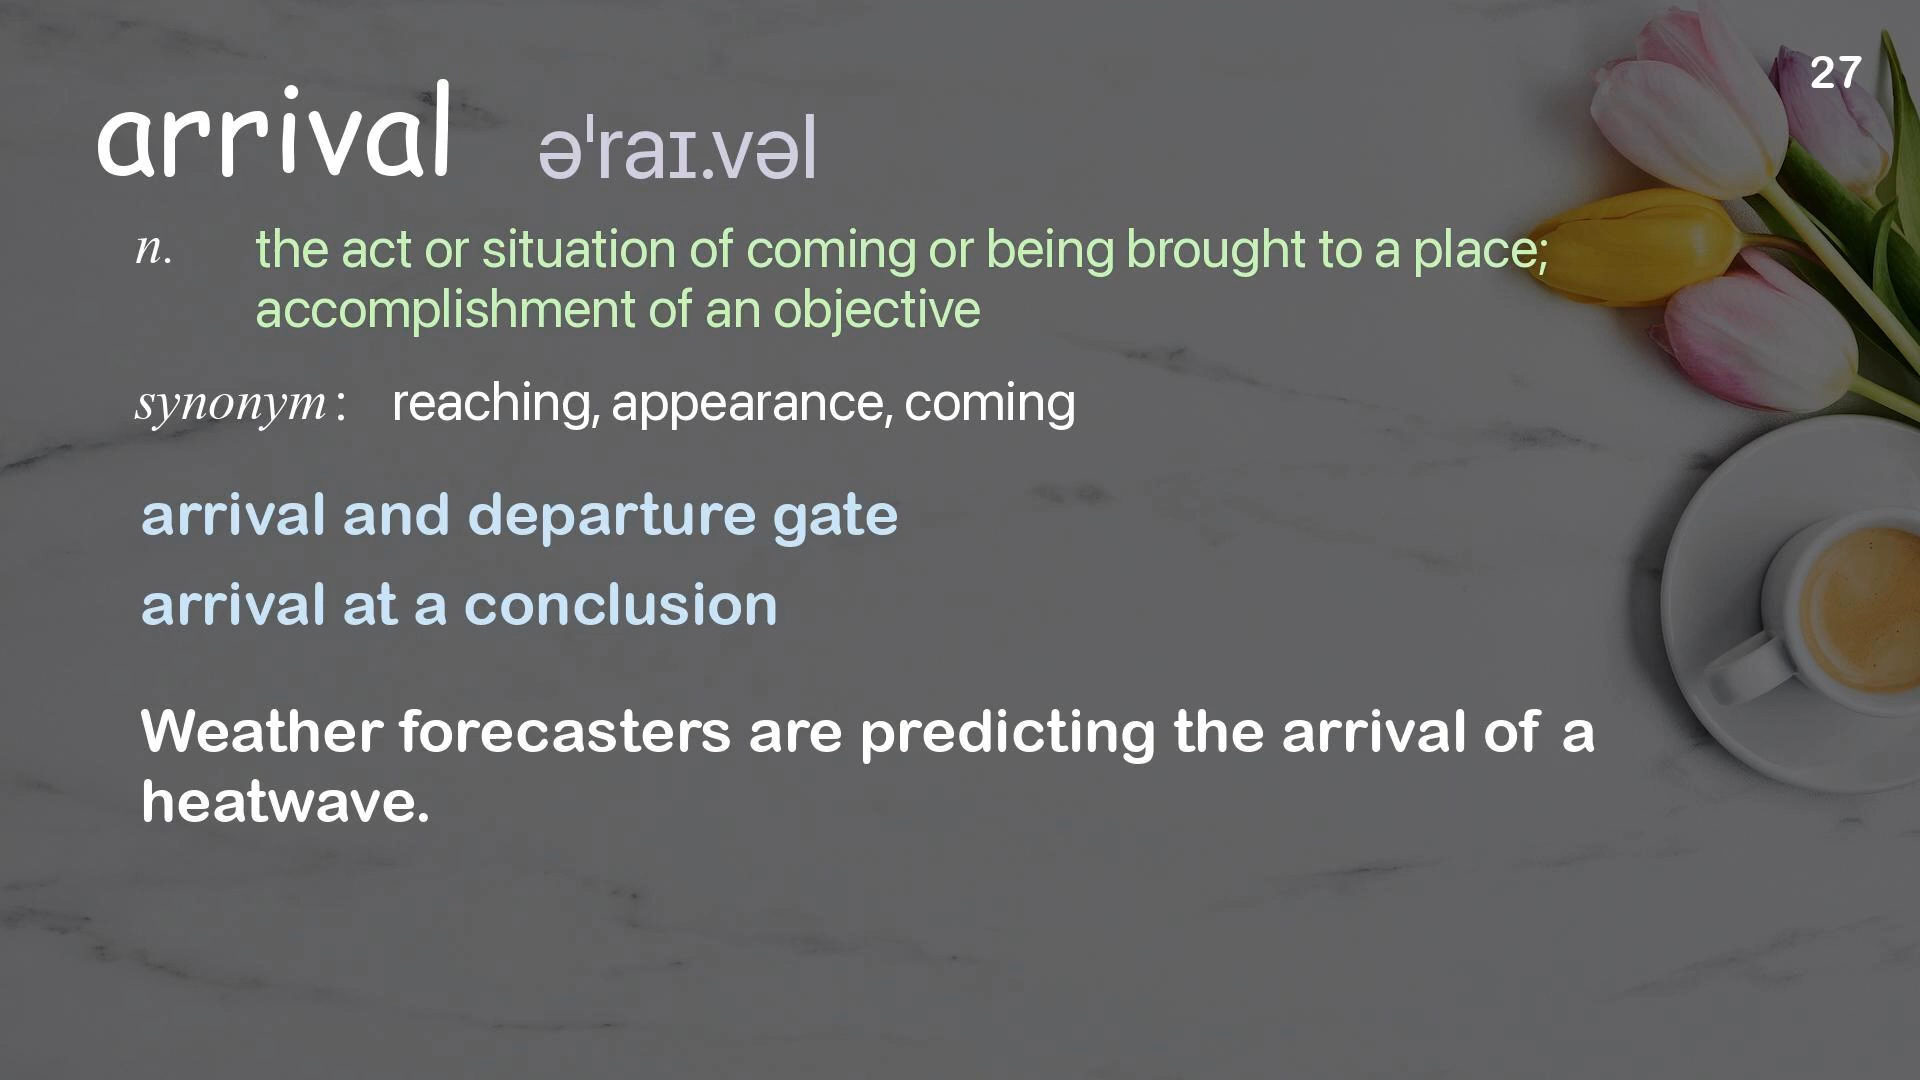 27
arrival əˈraɪ.vəl
n. the act or situation of coming or being brought to a place;
accomplishment of an objective
synonym: reaching, appearance, coming
arrival and departure gate
arrival at a conclusion
Weather forecasters are predicting the arrival of a
heatwave.